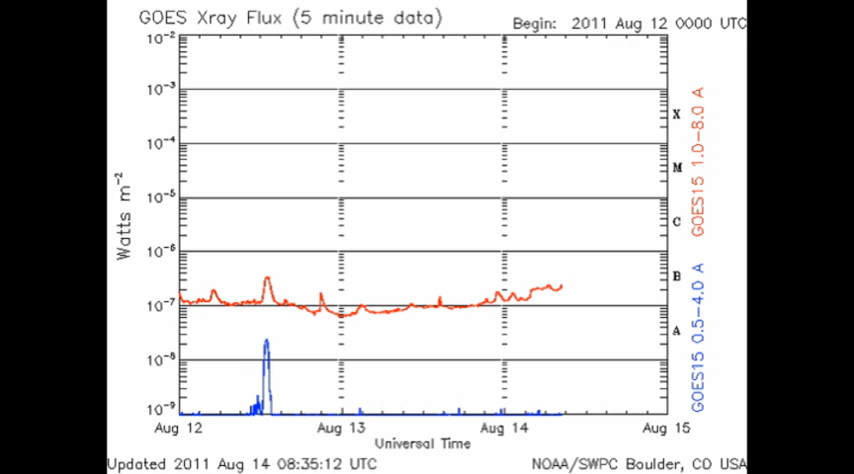 GOES Xray Flux (5 minute data)
Begin: 2011 Aug 12 0000 UTC
10-2
10-3
10-4
10-5
10-6
10-7
10-8
10-9
Watts m-2
X
M
C
B
A
GOES15 1.0-8.0 A
GOES15 0.5-4.0 A
Aug 12
Aug 13
Aug 14
Aug 15
Universal Time
Updated 2011 Aug 14 08:35:12 UTC
NOAA/SWPC Boulder, CO USA